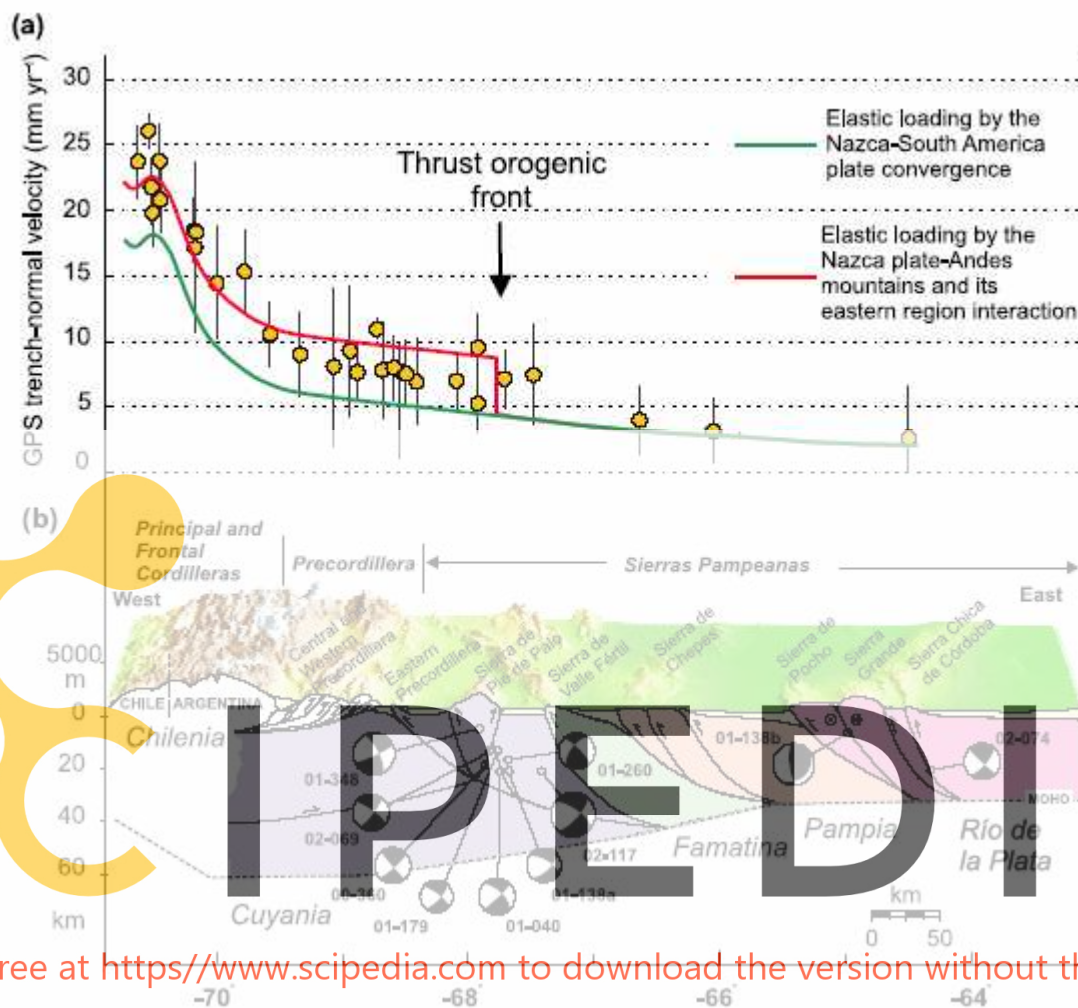 (a)
GPS trench-normal velocity (mm yr⁻¹)
30
25
20
15
10
5
0
Thrust orogenic
front
Elastic loading by the
Nazca-South America
plate convergence
Elastic loading by the
Nazca plate-Andes
mountains and its
eastern region interaction
(b)
Principal and
Frontal
Cordilleras
Precordillera
Sierras Pampeanas
West
East
Central to
Western
Precordillera
Eastern
Precordillera
Sierra de
Pie de Palo
Sierra de
Valle Fértil
Sierra de
Chepes
Sierra de
Pocho
Sierra
Grande
Sierra Chica
de Córdoba
5000
m
0
20
40
60
km
CHILE
ARGENTINA
Chilenia
01-348
02-069
00-360
01-179
01-040
01-138a
02-117
01-260
01-138b
02-074
MOHO
Cuyania
Famatina
Pampia
Río de
la Plata
km
0 50
CIPEDI
ree at https//www.scipedia.com to download the version without th
-70
-68
-66
-64